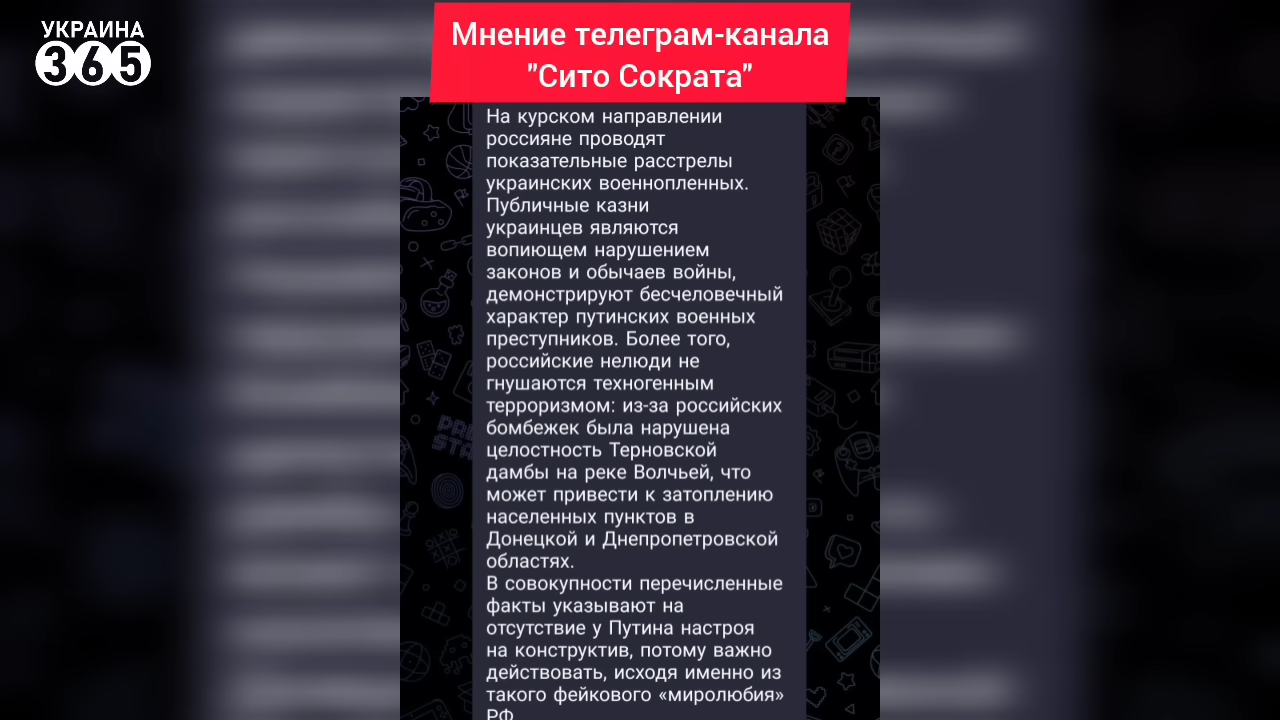 УКРАИНА
365
Мнение телеграм-канала
"Сито Сократа"
На курском направлении
россияне проводят
показательные расстрелы
украинских военнопленных.
Публичные казни
украинцев являются
вопиющем нарушением
законов и обычаев войны,
демонстрируют бесчеловечный
характер путинских военных
преступников. Более того,
российские нелюди не
гнушаются техногенным
терроризмом: из-за российских
бомбежек была нарушена
целостность Терновской
дамбы на реке Волчьей, что
может привести к затоплению
населенных пунктов в
Донецкой и Днепропетровской
областях.
В совокупности перечисленные
факты указывают на
отсутствие у Путина настроя
на конструктив, потому важно
действовать, исходя именно из
такого фейкового «миролюбия»
РФ